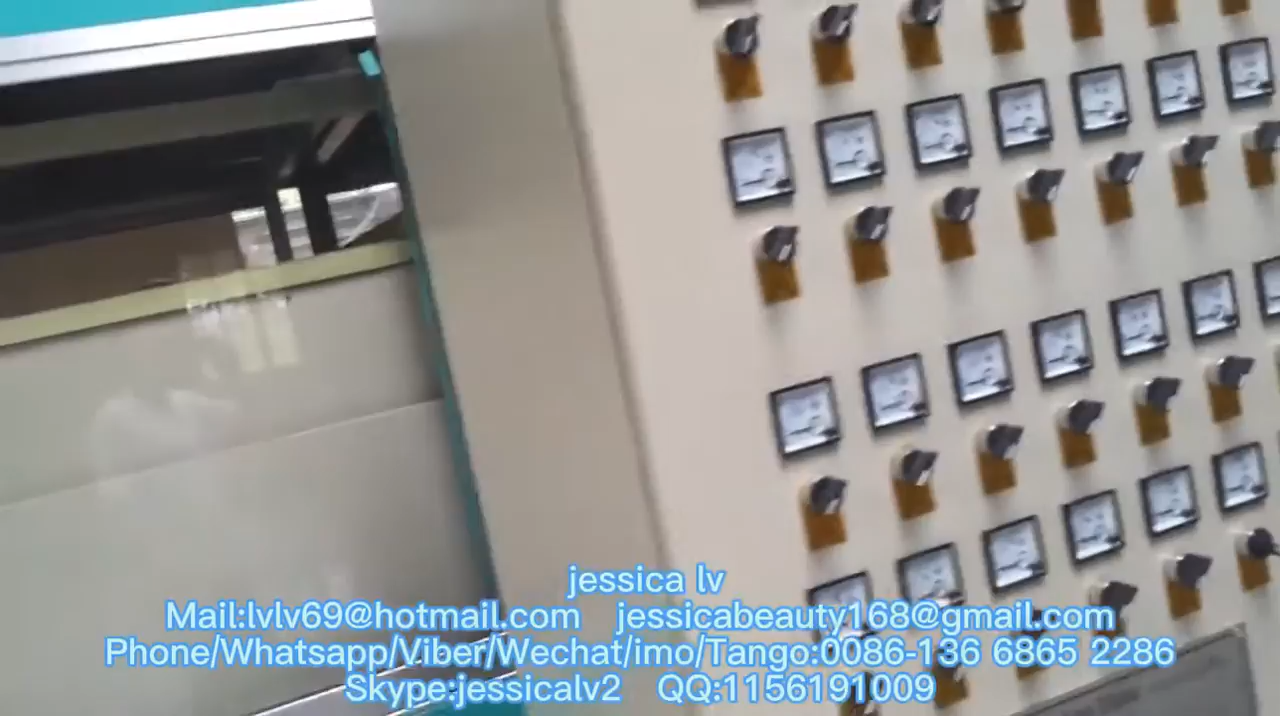 jessica lv
Mail:lvlv69@hotmail.com jessicabeauty168@gmail.com
Phone/Whatsapp/Viber/Wechat/imo/Tango:0086-136 6865 2286
Skype:jessicalv2 QQ:1156191009